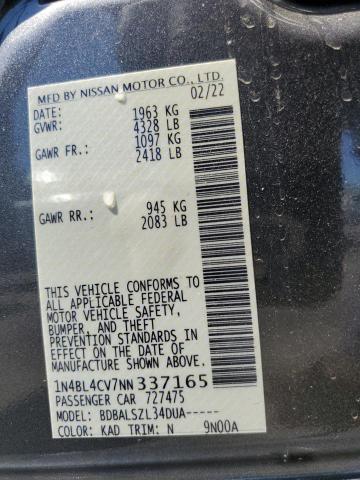 MFD BY NISSAN MOTOR CO., LTD.
DATE: 02/22
GVWR: 1963 KG
4328 LB
GAWR FR.: 1097 KG
2418 LB
GAWR RR.: 945 KG
2083 LB
THIS VEHICLE CONFORMS TO
ALL APPLICABLE FEDERAL
MOTOR VEHICLE SAFETY,
BUMPER, AND THEFT
PREVENTION STANDARDS IN
EFFECT ON THE DATE OF
MANUFACTURE SHOWN ABOVE.
1N4BL4CV7NN337165
PASSENGER CAR 727475
MODEL: BDBALSZL34DUA-----
COLOR: KAD TRIM: N 9N00A